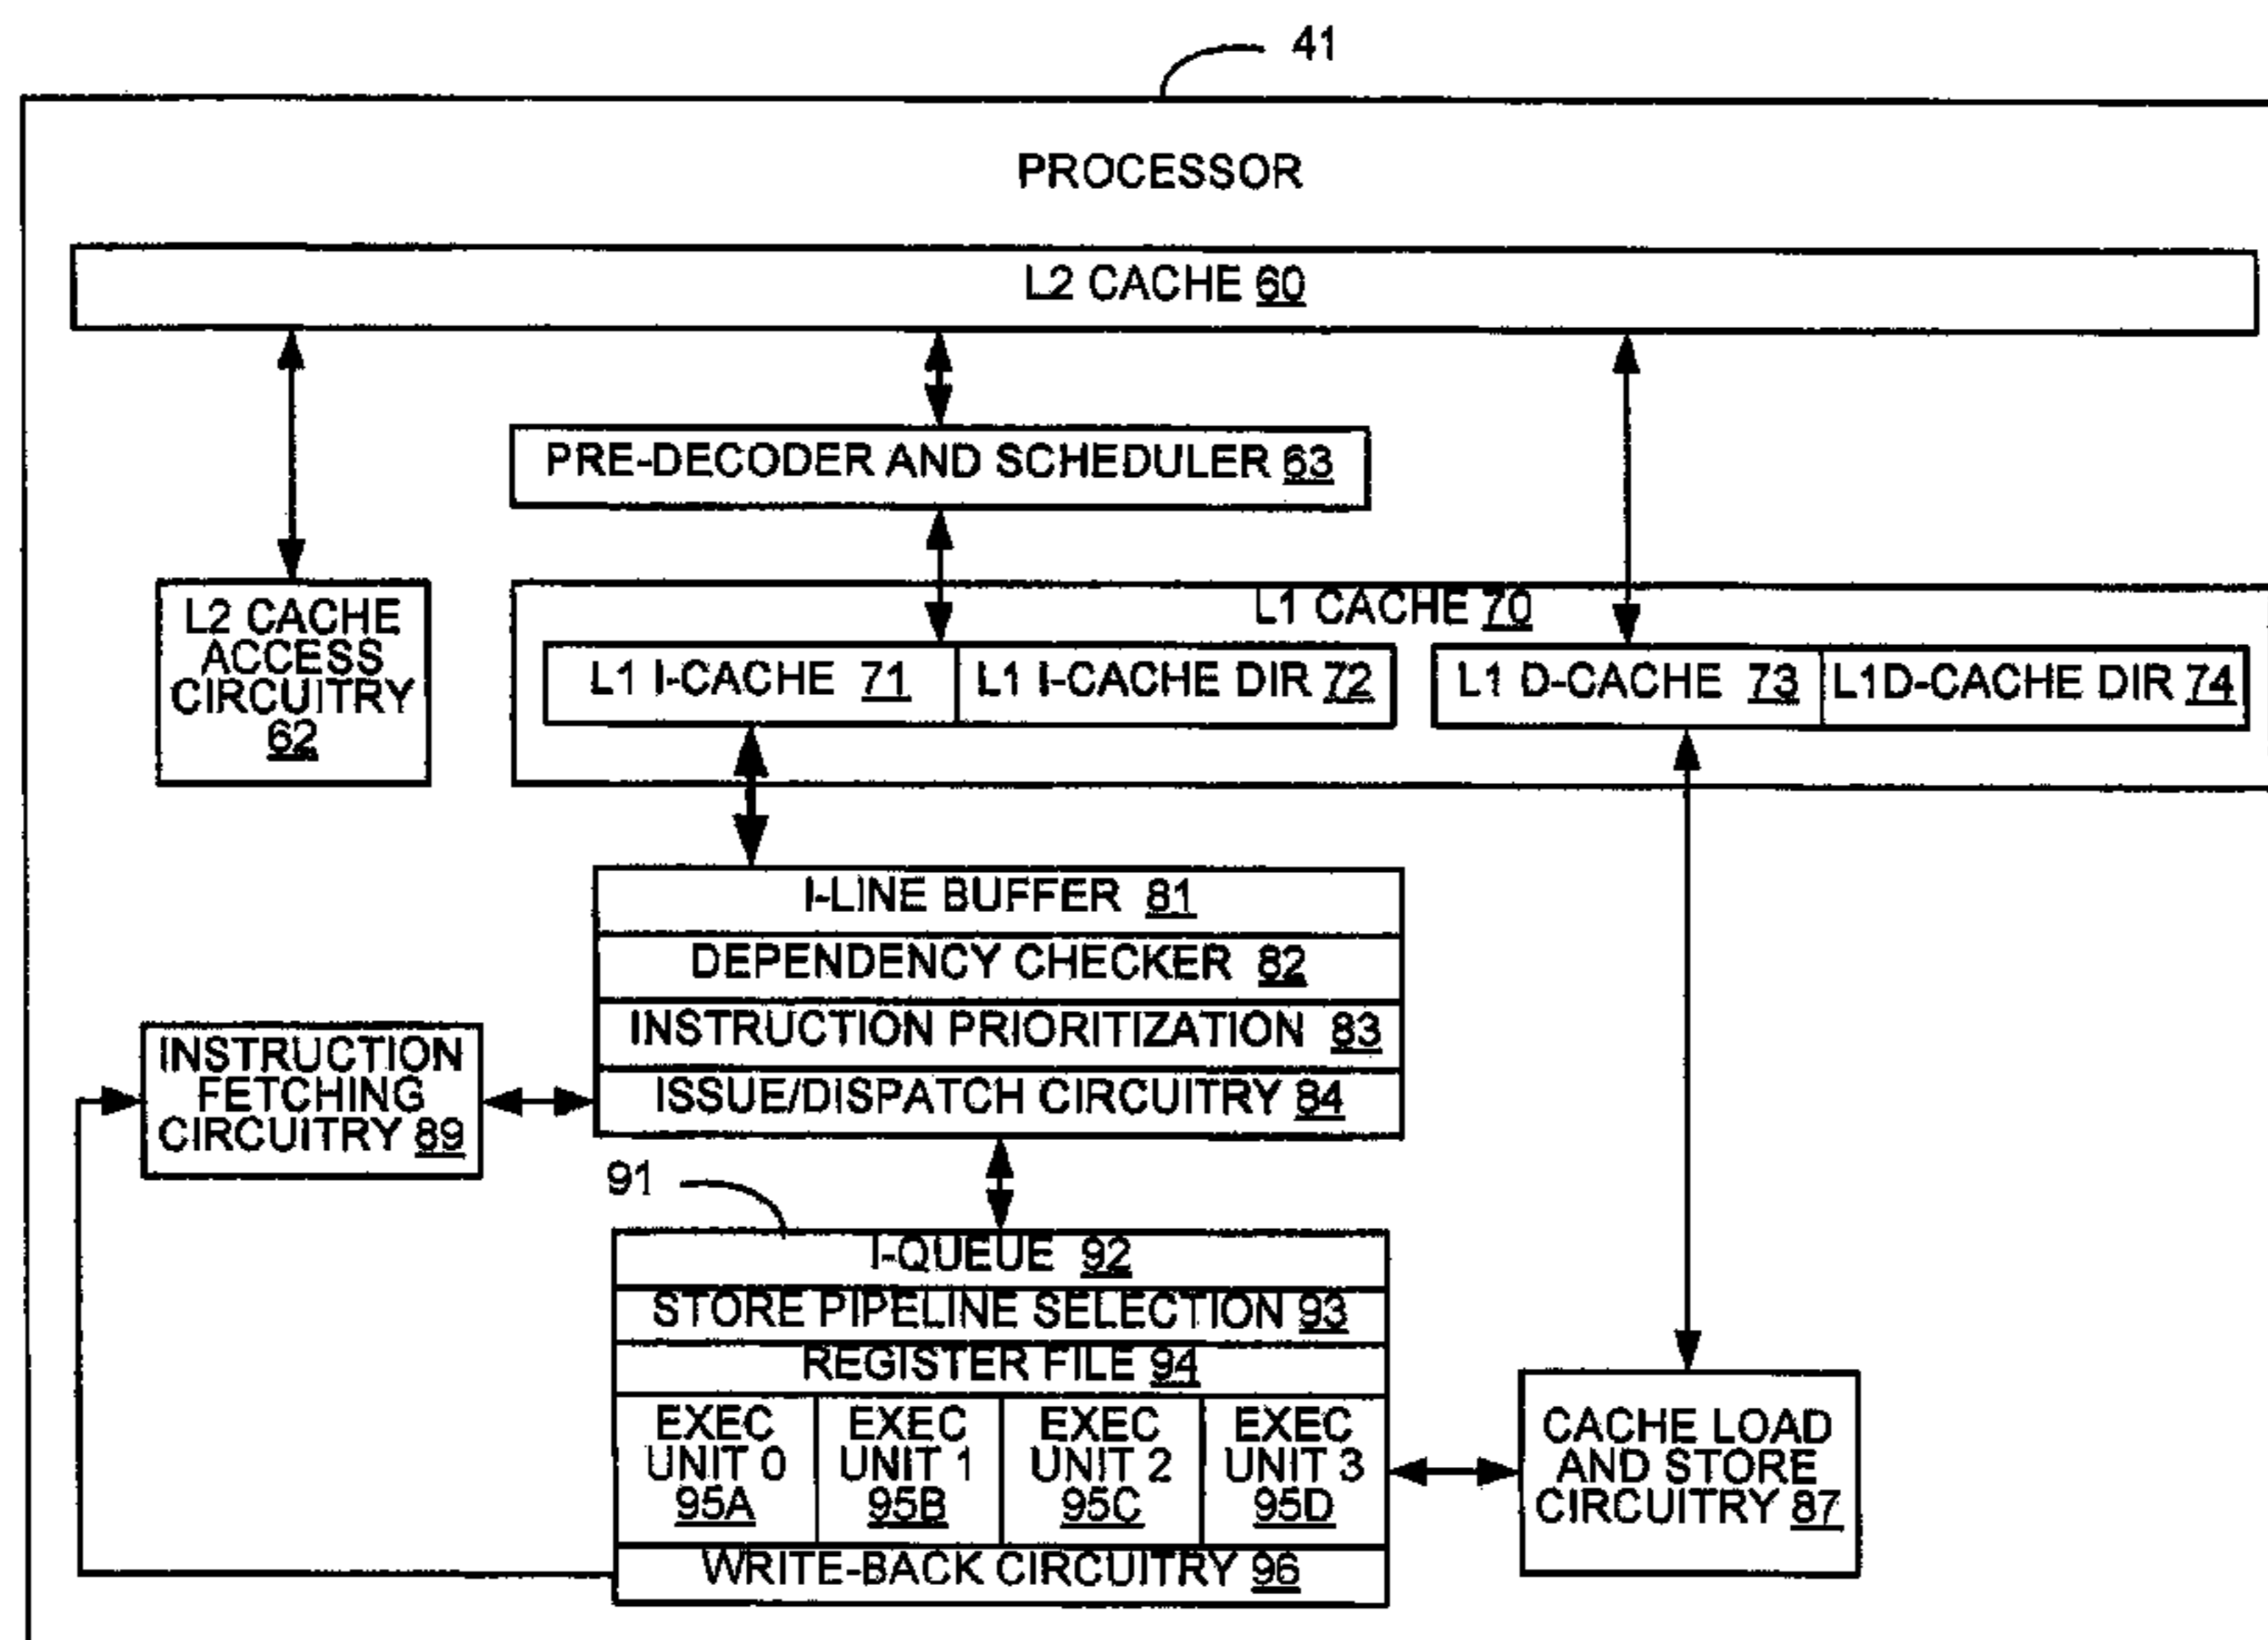 41
PROCESSOR
L2 CACHE 60
PRE-DECODER AND SCHEDULER 63
L2 CACHE
ACCESS
CIRCUITRY
62
L1 CACHE 70
L1 I-CACHE 71
L1 I-CACHE DIR 72
L1 D-CACHE 73
L1D-CACHE DIR 74
I-LINE BUFFER 81
DEPENDENCY CHECKER 82
INSTRUCTION PRIORITIZATION 83
ISSUE/DISPATCH CIRCUITRY 84
INSTRUCTION
FETCHING
CIRCUITRY 89
91
I-QUEUE 92
STORE PIPELINE SELECTION 93
REGISTER FILE 94
EXEC
UNIT 0
95A
EXEC
UNIT 1
95B
EXEC
UNIT 2
95C
EXEC
UNIT 3
95D
WRITE-BACK CIRCUITRY 96
CACHE LOAD
AND STORE
CIRCUITRY 87